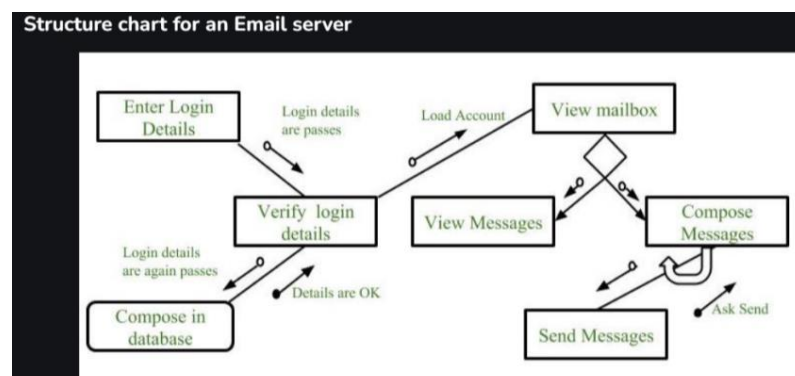 Structure chart for an Email server
Enter Login
Details
Login details
are passes
Load Account
View mailbox
Verify login
details
View Messages
Compose
Messages
Login details
are again passes
Details are OK
Compose in
database
Ask Send
Send Messages